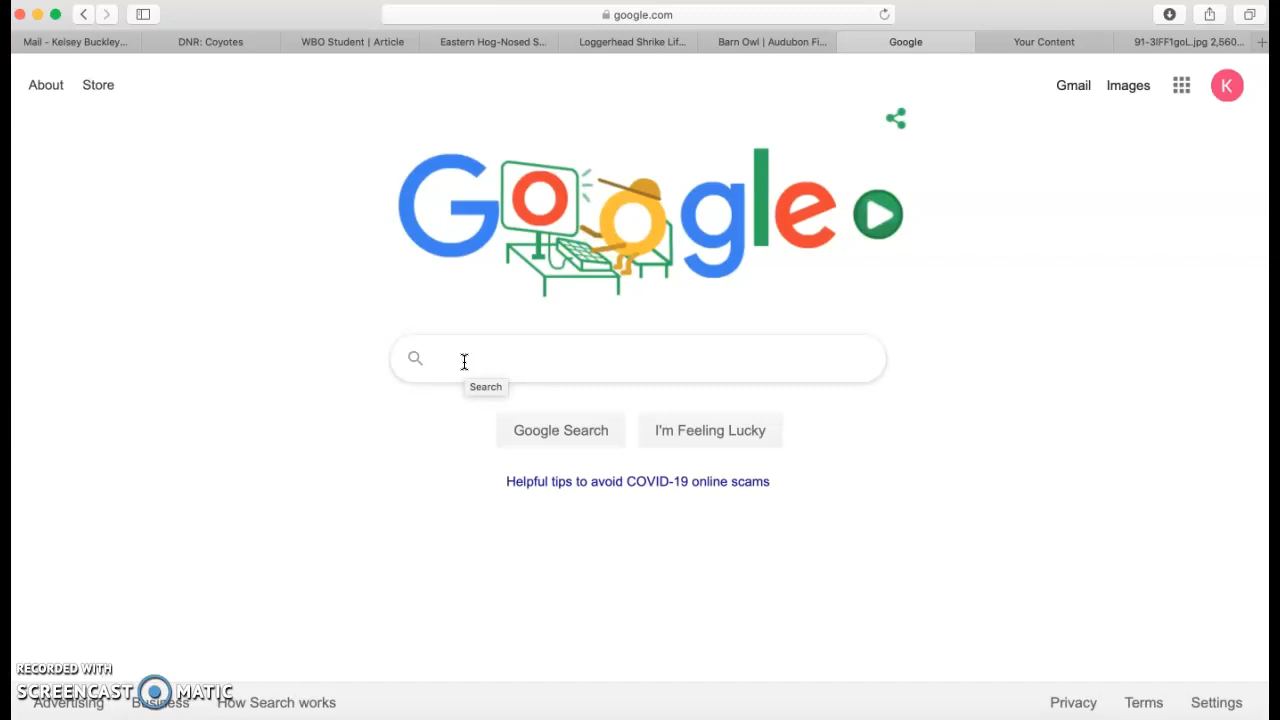 google.com
Mail - Kelsey Buckley...
DNR: Coyotes
WBO Student | Article
Eastern Hog-Nosed S...
Loggerhead Shrike Lif...
Barn Owl | Audubon Fi...
Google
Your Content
91-3IFF1goL.jpg 2,560...
About Store
Gmail Images K
Google
Search
Google Search I'm Feeling Lucky
Helpful tips to avoid COVID-19 online scams
RECORDED WITH
SCREENCAST MATIC
Advertising Business How Search works
Privacy Terms Settings